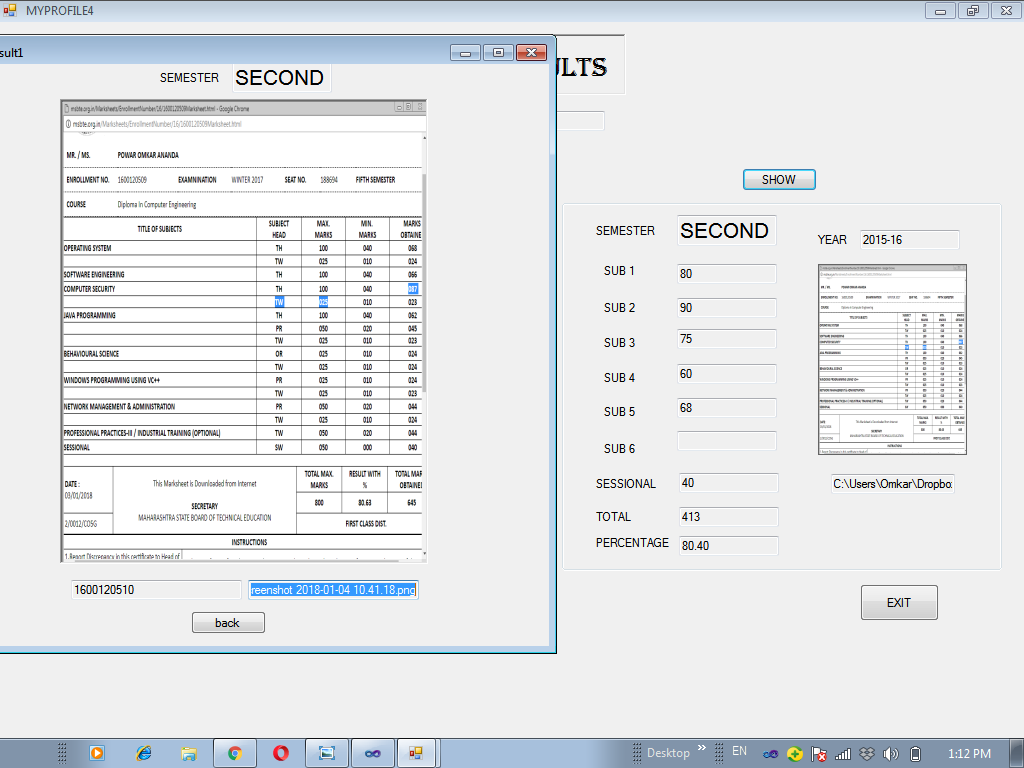 MYPROFILE4
sult1
SEMESTER SECOND
msbte.org.in/Marksheets/EnrollmentNumber/16/1600120509Marksheet.html - Google Chrome
msbte.org.in/Marksheets/EnrollmentNumber/16/1600120509Marksheet.html
MR. / MS. POWAR OMKAR ANANDA
ENROLLMENT NO. 1600120509 EXAMNINATION WINTER 2017 SEAT NO. 188694 FIFTH SEMESTER
COURSE Diploma In Computer Engineering
TITLE OF SUBJECTS SUBJECT HEAD MAX. MARKS MIN. MARKS MARKS OBTAINE
OPERATING SYSTEM TH 100 040 068
TW 025 010 024
SOFTWARE ENGINEERING TH 100 040 066
COMPUTER SECURITY TH 100 040 087
TW 025 010 023
JAVA PROGRAMMING TH 100 040 062
PR 050 020 045
TW 025 010 023
BEHAVIOURAL SCIENCE OR 025 010 024
TW 025 010 024
WINDOWS PROGRAMMING USING VC++ PR 025 010 024
TW 025 010 023
NETWORK MANAGEMENT & ADMINISTRATION PR 050 020 044
TW 025 010 024
PROFESSIONAL PRACTICES-III / INDUSTRIAL TRAINING (OPTIONAL) TW 050 020 044
SESSIONAL SW 050 000 040
DATE :
03/01/2018
2/0012/CO5G
This Marksheet is Downloaded from Internet
SECRETARY
MAHARASHTRA STATE BOARD OF TECHNICAL EDUCATION
TOTAL MAX. MARKS RESULT WITH % TOTAL MAR OBTAINE
800 80.63 645
FIRST CLASS DIST.
INSTRUCTIONS
1.Report Discrepancy in this certificate to Head of
1600120510 reenshot 2018-01-04 10.41.18.png
back
ULTS
SHOW
SEMESTER SECOND
YEAR 2015-16
SUB 1 80
SUB 2 90
SUB 3 75
SUB 4 60
SUB 5 68
SUB 6
SESSIONAL 40
TOTAL 413
PERCENTAGE 80.40
C:\Users\Omkar\Dropbo
EXIT
Desktop » EN 1:12 PM